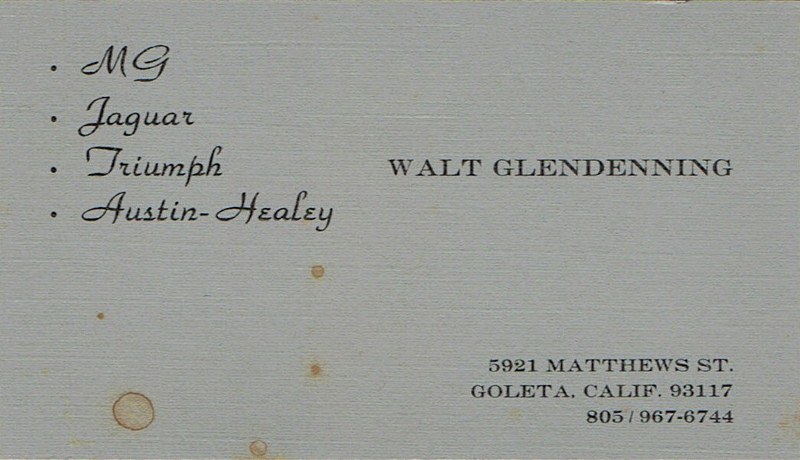 • MG
• Jaguar
• Triumph
• Austin-Healey
WALT GLENDENNING
5921 MATTHEWS ST.
GOLETA, CALIF. 93117
805/967-6744